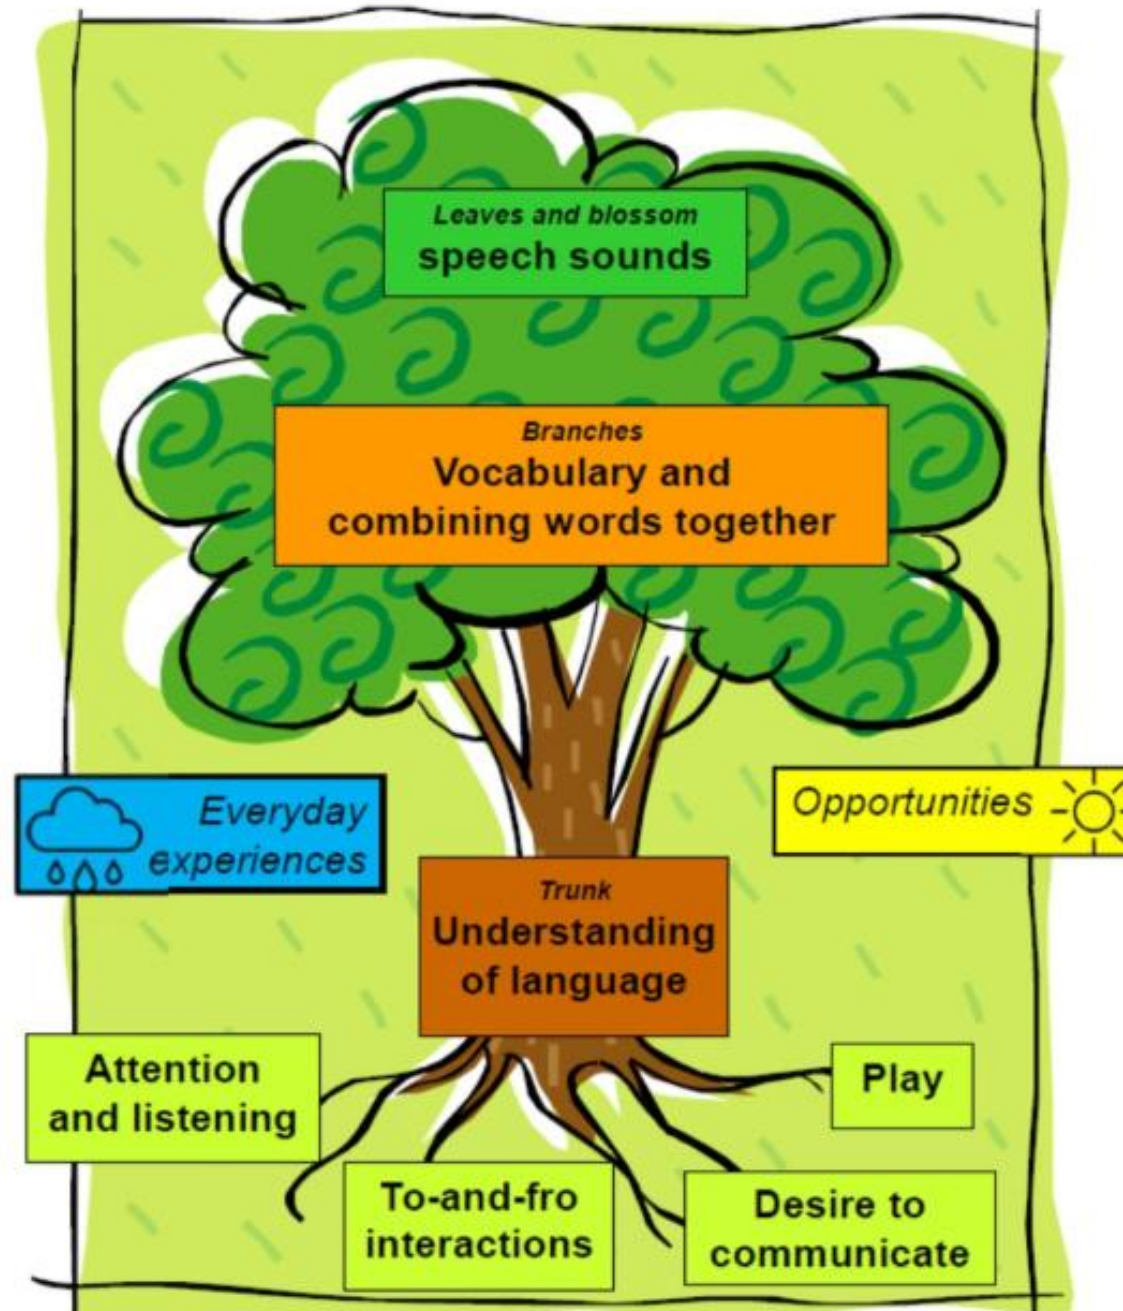 Leaves and blossom
speech sounds
Branches
Vocabulary and
combining words together
Everyday
experiences
Opportunities
Trunk
Understanding
of language
Attention
and listening
Play
To-and-fro
interactions
Desire to
communicate